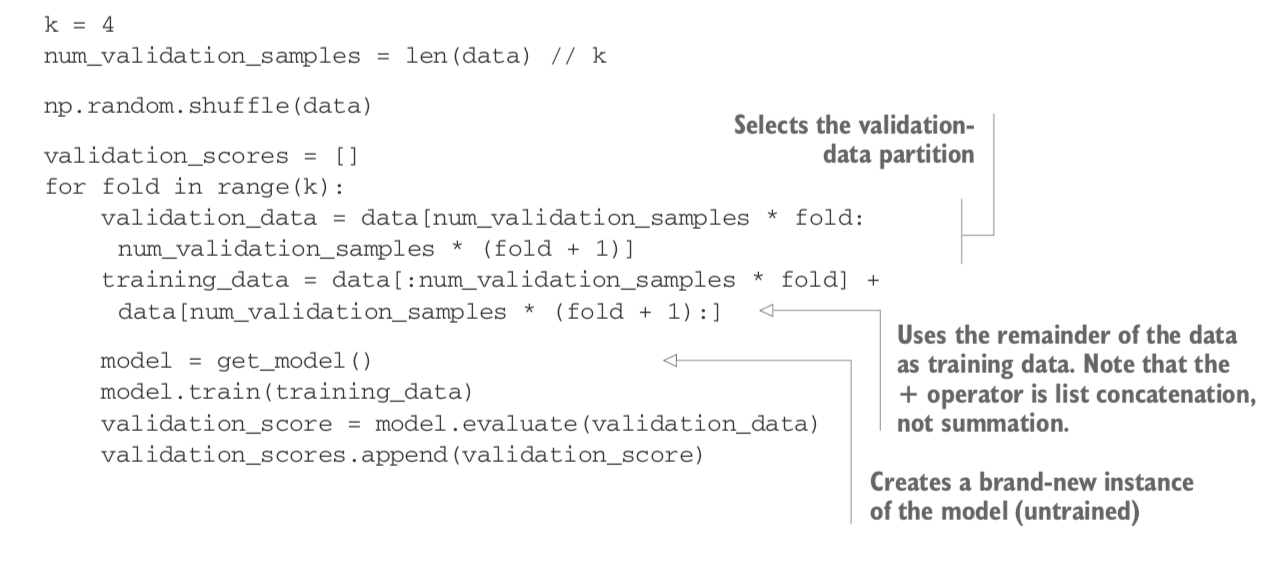 k = 4
num_validation_samples = len(data) // k
np.random.shuffle(data)
Selects the validation-
data partition
validation_scores = []
for fold in range(k):
validation_data = data[num_validation_samples * fold:
num_validation_samples * (fold + 1)]
training_data = data[:num_validation_samples * fold] +
data[num_validation_samples * (fold + 1):]
Uses the remainder of the data
as training data. Note that the
+ operator is list concatenation,
not summation.
model = get_model()
model.train(training_data)
validation_score = model.evaluate(validation_data)
validation_scores.append(validation_score)
Creates a brand-new instance
of the model (untrained)